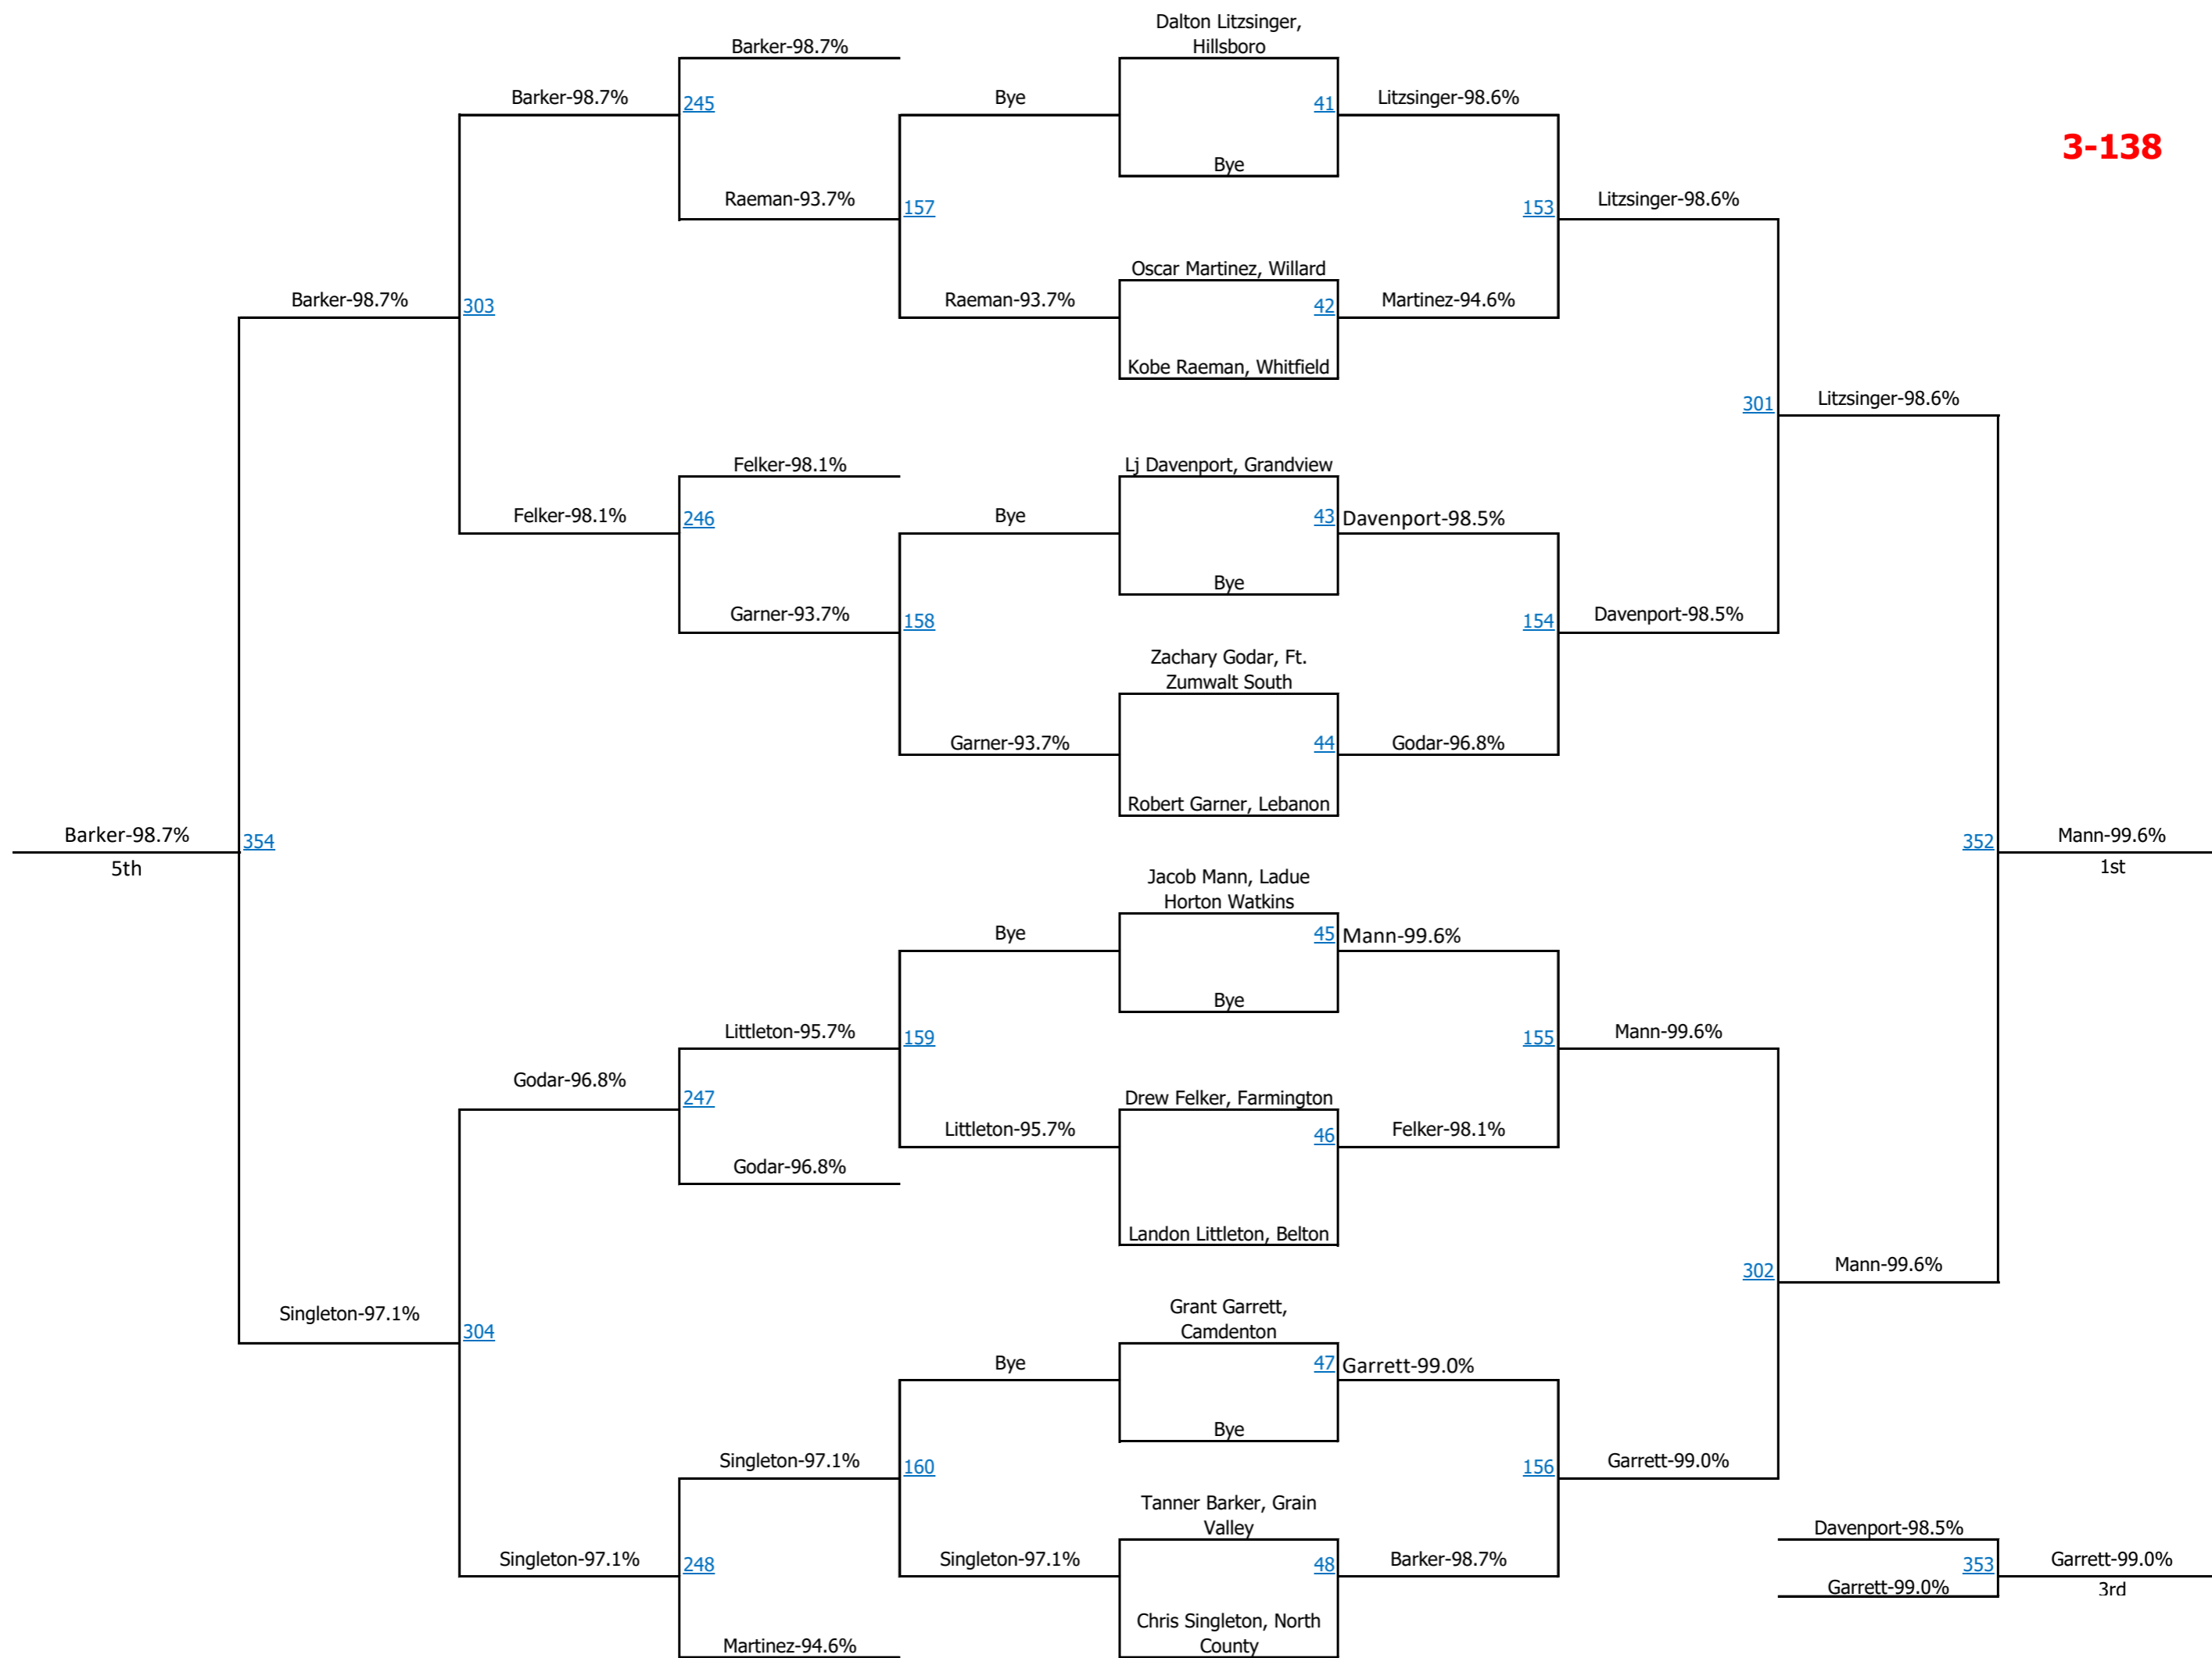 Dalton Litzsinger,
Hillsboro
Barker-98.7%
Barker-98.7%
245
Bye
41
Litzsinger-98.6%
3-138
Bye
Raeman-93.7%
157
153
Litzsinger-98.6%
Oscar Martinez, Willard
Barker-98.7%
303
Raeman-93.7%
42
Martinez-94.6%
Kobe Raeman, Whitfield
301
Litzsinger-98.6%
Felker-98.1%
Lj Davenport, Grandview
Felker-98.1%
246
Bye
43
Davenport-98.5%
Bye
Garner-93.7%
158
154
Davenport-98.5%
Zachary Godar, Ft.
Zumwalt South
Garner-93.7%
44
Godar-96.8%
Robert Garner, Lebanon
Barker-98.7%
354
5th
352
Mann-99.6%
1st
Jacob Mann, Ladue
Horton Watkins
Bye
45
Mann-99.6%
Bye
Littleton-95.7%
159
155
Mann-99.6%
Godar-96.8%
247
Drew Felker, Farmington
Littleton-95.7%
46
Felker-98.1%
Godar-96.8%
Landon Littleton, Belton
302
Mann-99.6%
Singleton-97.1%
304
Grant Garrett,
Camdenton
Bye
47
Garrett-99.0%
Bye
Singleton-97.1%
160
156
Garrett-99.0%
Tanner Barker, Grain
Valley
Davenport-98.5%
Singleton-97.1%
248
Singleton-97.1%
48
Barker-98.7%
353
Garrett-99.0%
Garrett-99.0%
3rd
Chris Singleton, North
County
Martinez-94.6%